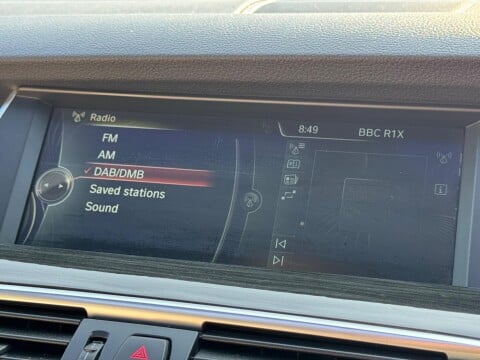 Radio
8:49 BBC R1X
FM
AM
DAB/DMB
Saved stations
Sound